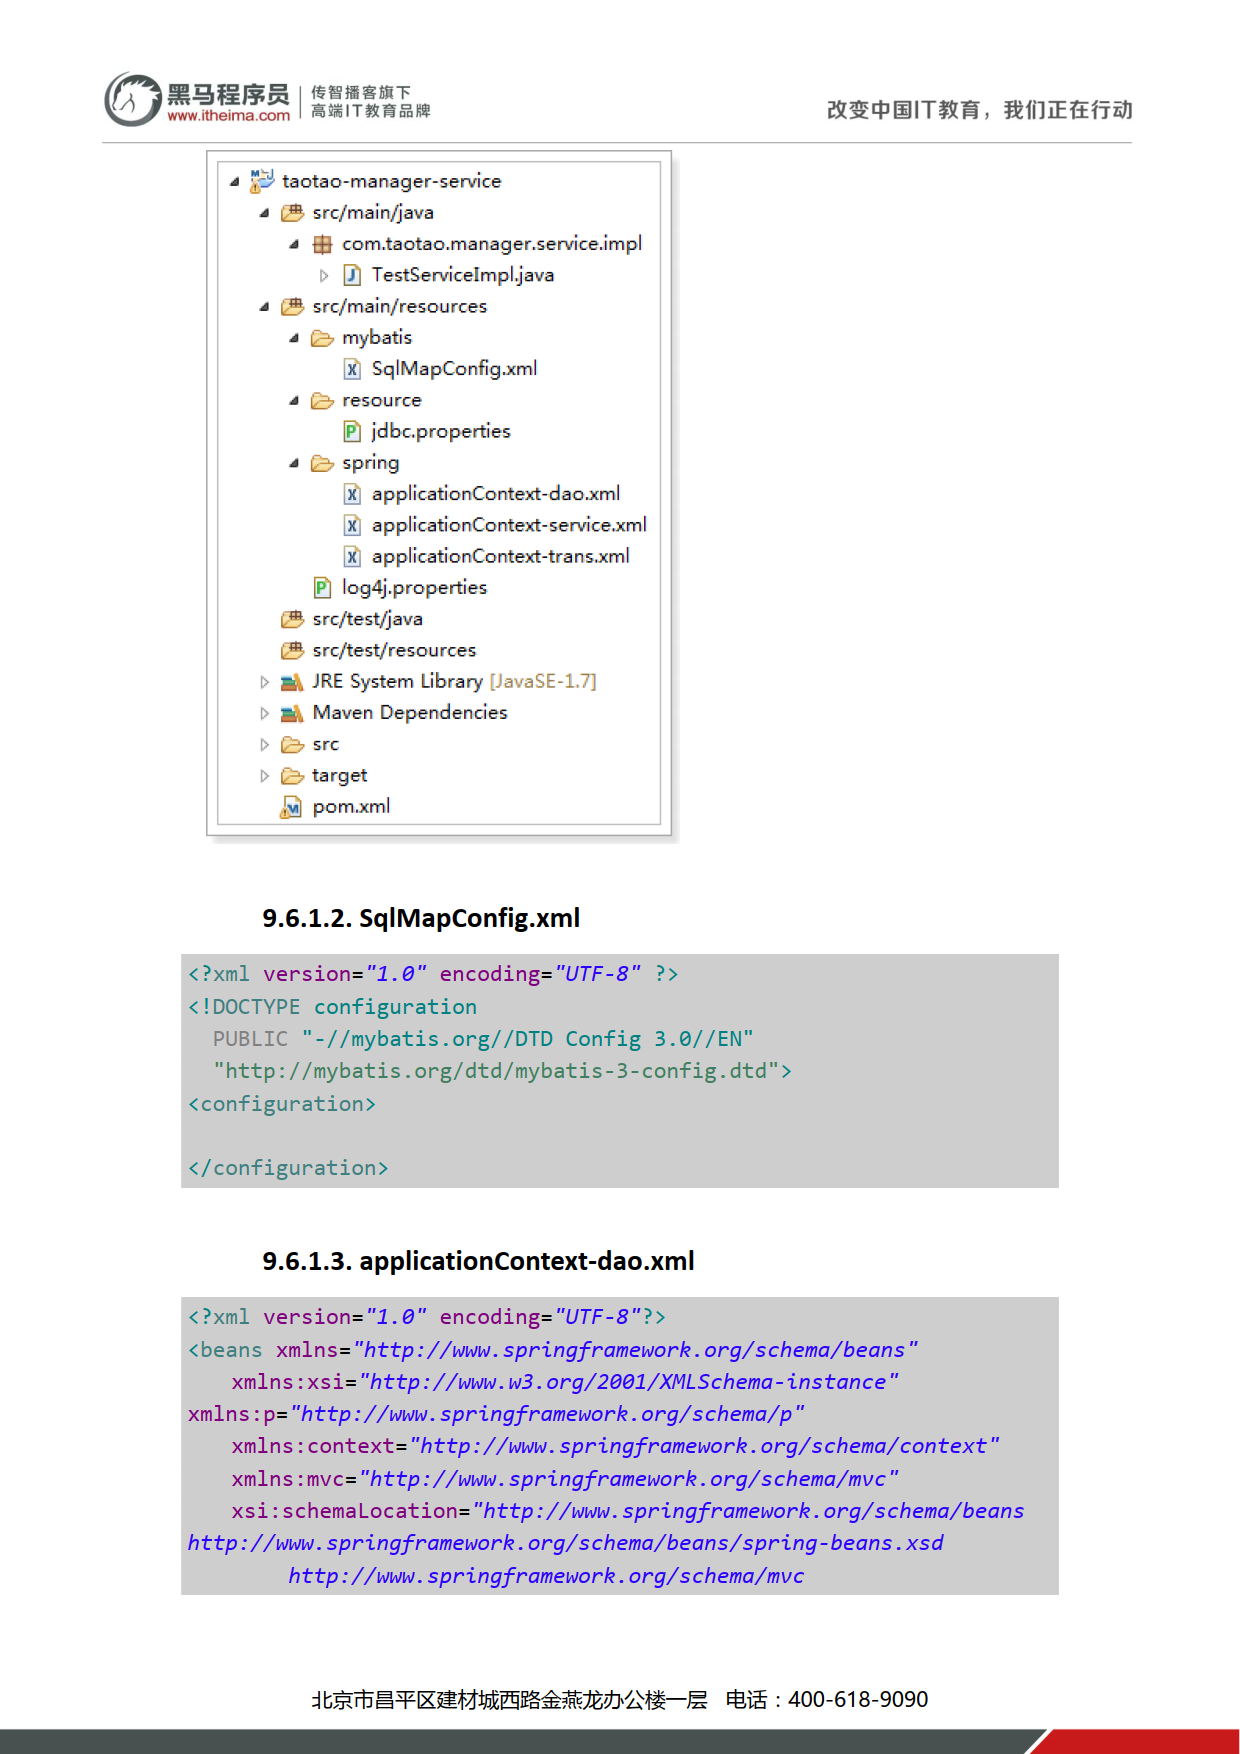 黑马程序员
www.itheima.com
传智播客旗下
高端IT教育品牌
改变中国IT教育，我们正在行动
taotao-manager-service
src/main/java
com.taotao.manager.service.impl
TestServiceImpl.java
src/main/resources
mybatis
SqlMapConfig.xml
resource
jdbc.properties
spring
applicationContext-dao.xml
applicationContext-service.xml
applicationContext-trans.xml
log4j.properties
src/test/java
src/test/resources
JRE System Library [JavaSE-1.7]
Maven Dependencies
src
target
pom.xml
9.6.1.2. SqlMapConfig.xml
<?xml version="1.0" encoding="UTF-8" ?>
<!DOCTYPE configuration
PUBLIC "-//mybatis.org//DTD Config 3.0//EN"
"http://mybatis.org/dtd/mybatis-3-config.dtd">
<configuration>
</configuration>
9.6.1.3. applicationContext-dao.xml
<?xml version="1.0" encoding="UTF-8"?>
<beans xmlns="http://www.springframework.org/schema/beans"
xmlns:xsi="http://www.w3.org/2001/XMLSchema-instance"
xmlns:p="http://www.springframework.org/schema/p"
xmlns:context="http://www.springframework.org/schema/context"
xmlns:mvc="http://www.springframework.org/schema/mvc"
xsi:schemaLocation="http://www.springframework.org/schema/beans
http://www.springframework.org/schema/beans/spring-beans.xsd
http://www.springframework.org/schema/mvc
北京市昌平区建材城西路金燕龙办公楼一层 电话：400-618-9090